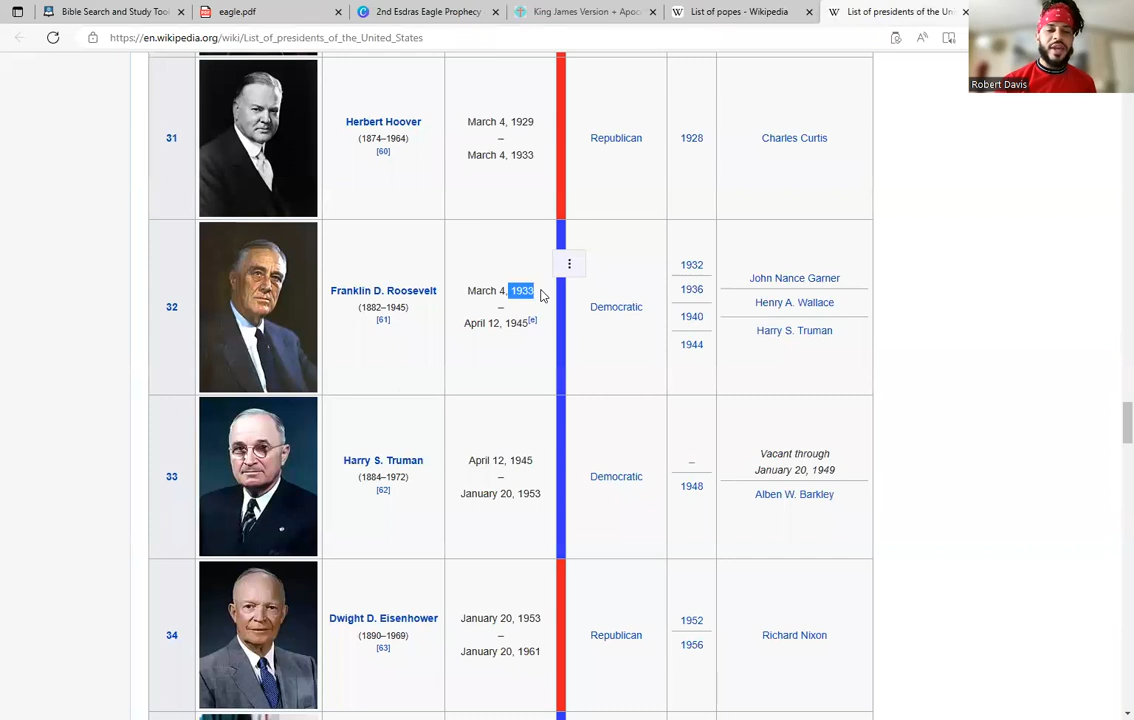 Bible Search and Study Tool
eagle.pdf
2nd Esdras Eagle Prophecy
King James Version + Apoc
List of popes - Wikipedia
List of presidents of the Un
https://en.wikipedia.org/wiki/List_of_presidents_of_the_United_States
Robert Davis
31
Herbert Hoover
(1874–1964)
[60]
March 4, 1929
–
March 4, 1933
Republican
1928
Charles Curtis
32
Franklin D. Roosevelt
(1882–1945)
[61]
March 4, 1933
–
April 12, 1945[e]
Democratic
1932
1936
1940
1944
John Nance Garner
Henry A. Wallace
Harry S. Truman
33
Harry S. Truman
(1884–1972)
[62]
April 12, 1945
–
January 20, 1953
Democratic
–
1948
Vacant through
January 20, 1949
Alben W. Barkley
34
Dwight D. Eisenhower
(1890–1969)
[63]
January 20, 1953
–
January 20, 1961
Republican
1952
1956
Richard Nixon